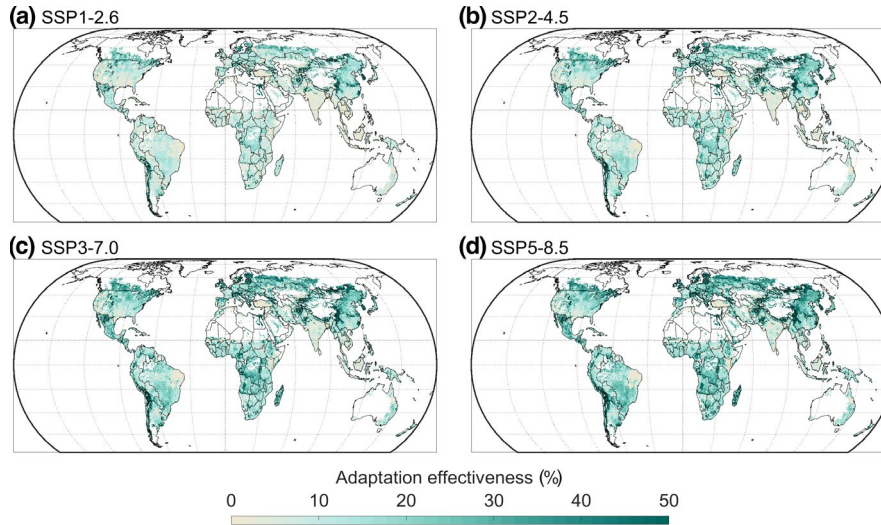 (a) SSP1-2.6
(b) SSP2-4.5
(c) SSP3-7.0
(d) SSP5-8.5
Adaptation effectiveness (%)
0 10 20 30 40 50